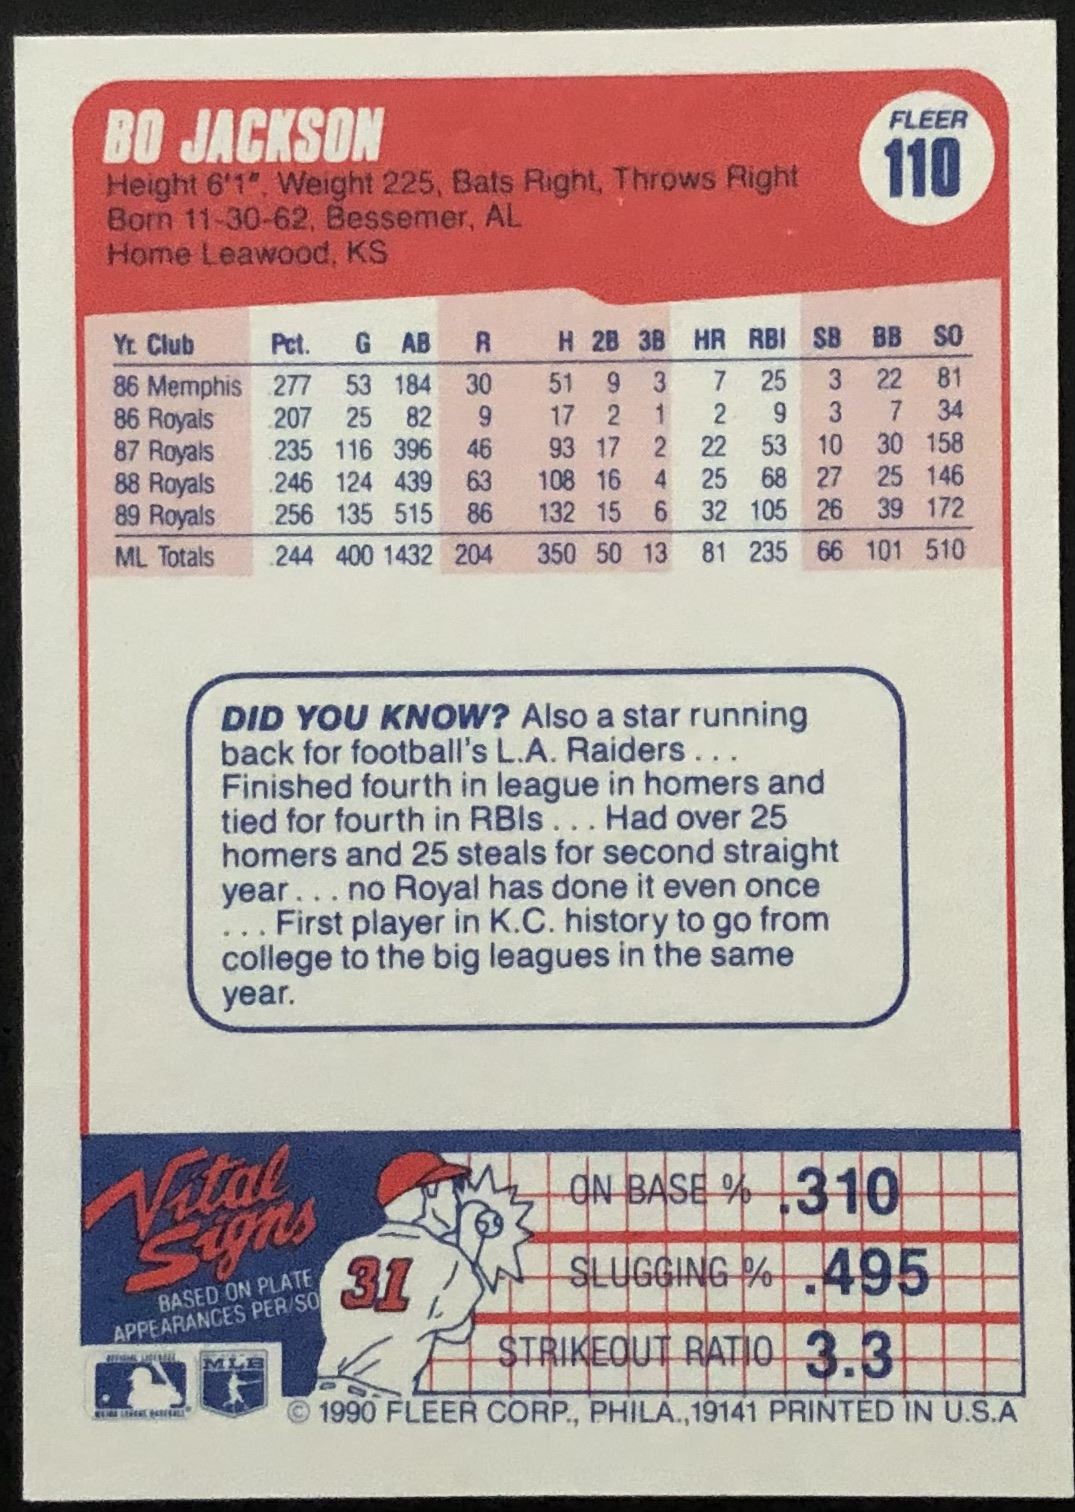 BO JACKSON
FLEER
110
Height 6'1", Weight 225, Bats Right, Throws Right
Born 11-30-62, Bessemer, AL
Home Leawood, KS
Yr. Club Pct. G AB R H 2B 3B HR RBI SB BB SO
86 Memphis .277 53 184 30 51 9 3 7 25 3 22 81
86 Royals .207 25 82 9 17 2 1 2 9 3 7 34
87 Royals .235 116 396 46 93 17 2 22 53 10 30 158
88 Royals .246 124 439 63 108 16 4 25 68 27 25 146
89 Royals .256 135 515 86 132 15 6 32 105 26 39 172
ML Totals .244 400 1432 204 350 50 13 81 235 66 101 510
DID YOU KNOW? Also a star running
back for football's L.A. Raiders . . .
Finished fourth in league in homers and
tied for fourth in RBIs . . . Had over 25
homers and 25 steals for second straight
year . . . no Royal has done it even once
. . . First player in K.C. history to go from
college to the big leagues in the same
year.
Vital
Signs
BASED ON PLATE
APPEARANCES PER/SO
31
ON BASE % .310
SLUGGING % .495
STRIKEOUT RATIO 3.3
OFFICIAL LICENSEE
MAJOR LEAGUE BASEBALL
MLB
© 1990 FLEER CORP., PHILA.,19141 PRINTED IN U.S.A